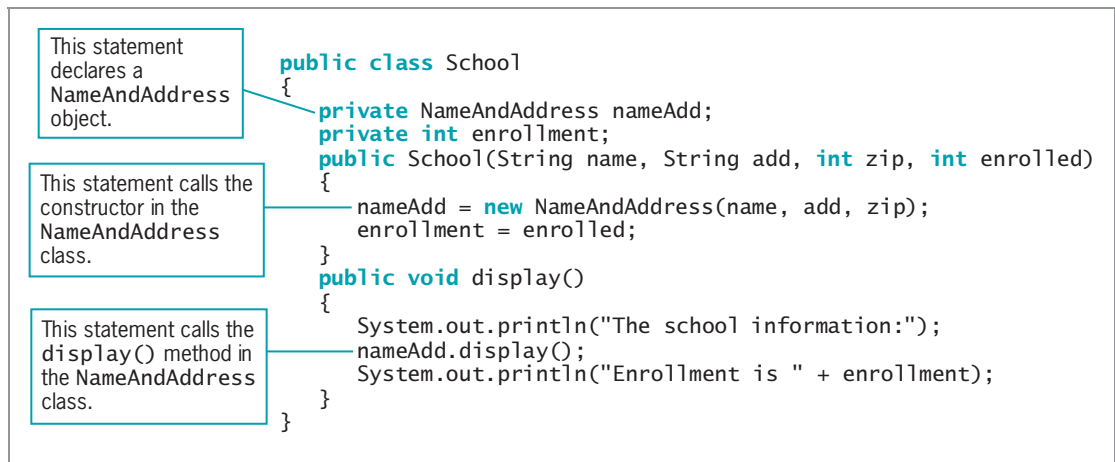 This statement
declares a
NameAndAddress
object.
public class School
{
private NameAndAddress nameAdd;
private int enrollment;
public School(String name, String add, int zip, int enrolled)
{
This statement calls the
constructor in the
NameAndAddress
class.
nameAdd = new NameAndAddress(name, add, zip);
enrollment = enrolled;
}
public void display()
{
This statement calls the
display() method in
the NameAndAddress
class.
System.out.println("The school information:");
nameAdd.display();
System.out.println("Enrollment is " + enrollment);
}
}